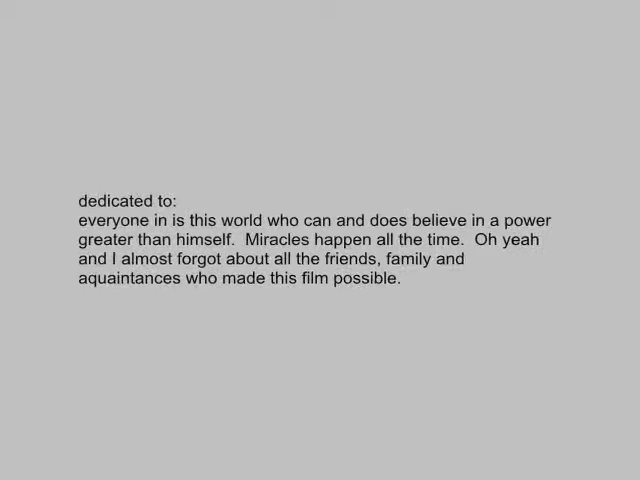 dedicated to:
everyone in is this world who can and does believe in a power
greater than himself.  Miracles happen all the time.  Oh yeah
and I almost forgot about all the friends, family and
aquaintances who made this film possible.